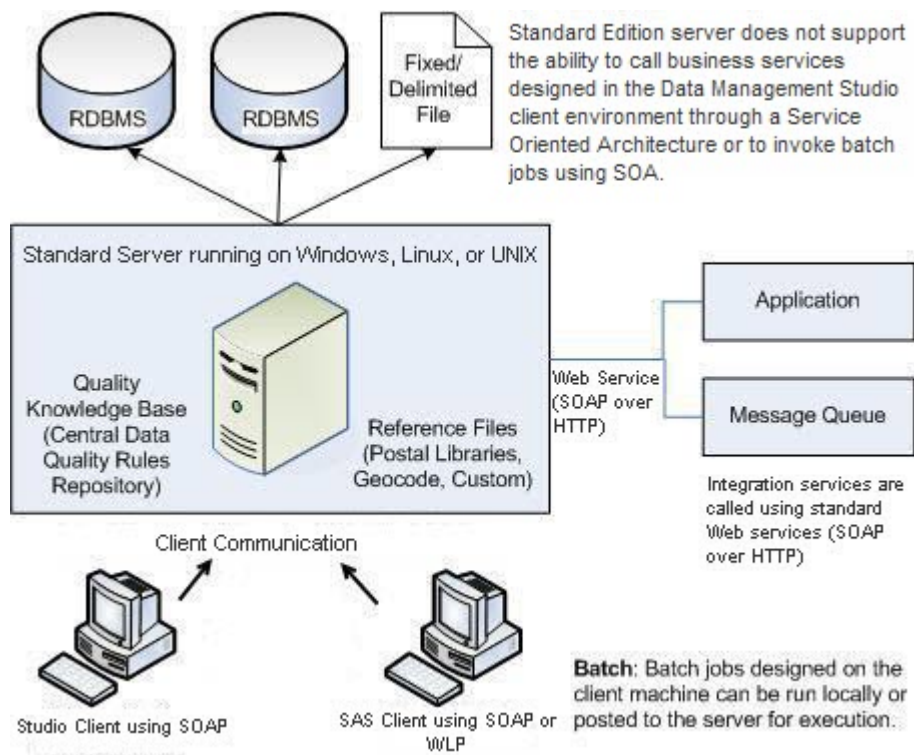 RDBMS
RDBMS
Fixed/
Delimited
File
Standard Edition server does not support
the ability to call business services
designed in the Data Management Studio
client environment through a Service
Oriented Architecture or to invoke batch
jobs using SOA.
Standard Server running on Windows, Linux, or UNIX
Quality
Knowledge Base
(Central Data
Quality Rules
Repository)
Reference Files
(Postal Libraries,
Geocode, Custom)
Web Service
(SOAP over
HTTP)
Application
Message Queue
Integration services are
called using standard
Web services (SOAP
over HTTP)
Client Communication
Studio Client using SOAP
SAS Client using SOAP or
WLP
Batch: Batch jobs designed on the
client machine can be run locally or
posted to the server for execution.